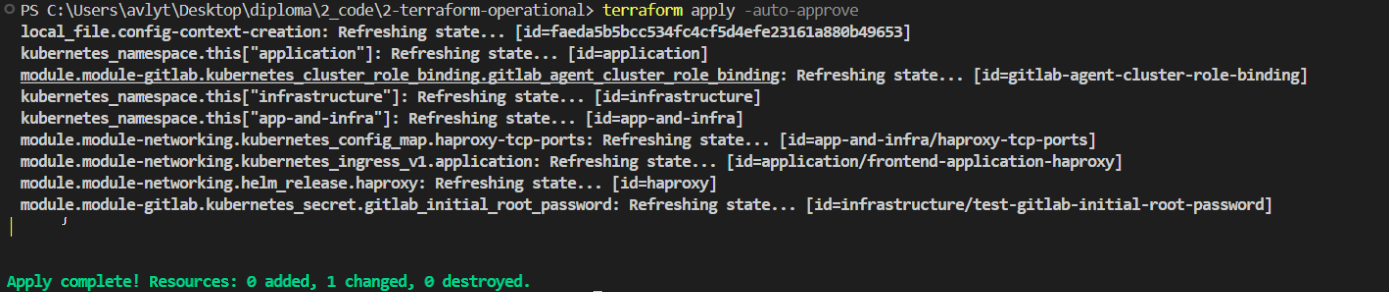 PS C:\Users\avlyt\Desktop\diploma\2_code\2-terraform-operational> terraform apply -auto-approve
local_file.config-context-creation: Refreshing state... [id=faeda5b5bcc534fc4cf5d4efe23161a880b49653]
kubernetes_namespace.this["application"]: Refreshing state... [id=application]
module.module-gitlab.kubernetes_cluster_role_binding.gitlab_agent_cluster_role_binding: Refreshing state... [id=gitlab-agent-cluster-role-binding]
kubernetes_namespace.this["infrastructure"]: Refreshing state... [id=infrastructure]
kubernetes_namespace.this["app-and-infra"]: Refreshing state... [id=app-and-infra]
module.module-networking.kubernetes_config_map.haproxy-tcp-ports: Refreshing state... [id=app-and-infra/haproxy-tcp-ports]
module.module-networking.kubernetes_ingress_v1.application: Refreshing state... [id=application/frontend-application-haproxy]
module.module-networking.helm_release.haproxy: Refreshing state... [id=haproxy]
module.module-gitlab.kubernetes_secret.gitlab_initial_root_password: Refreshing state... [id=infrastructure/test-gitlab-initial-root-password]
Apply complete! Resources: 0 added, 1 changed, 0 destroyed.